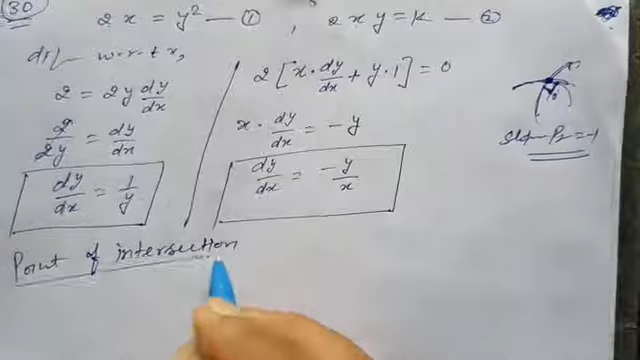 30
2x = y² — ①, 2xy = k — ②
diff w.r.t x,
2 = 2y dy/dx
2/2y = dy/dx
dy/dx = 1/y
2[x · dy/dx + y · 1] = 0
x · dy/dx = -y
dy/dx = -y/x
Point of intersection